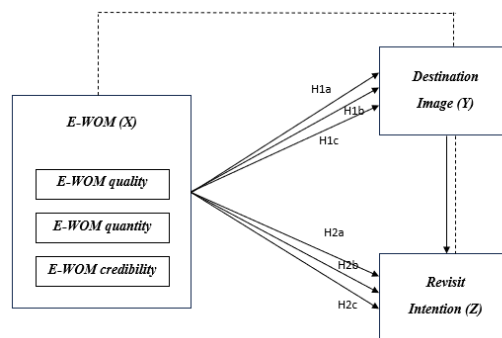 E-WOM (X)
E-WOM quality
E-WOM quantity
E-WOM credibility
H1a
H1b
H1c
H2a
H2b
H2c
Destination
Image (Y)
Revisit
Intention (Z)